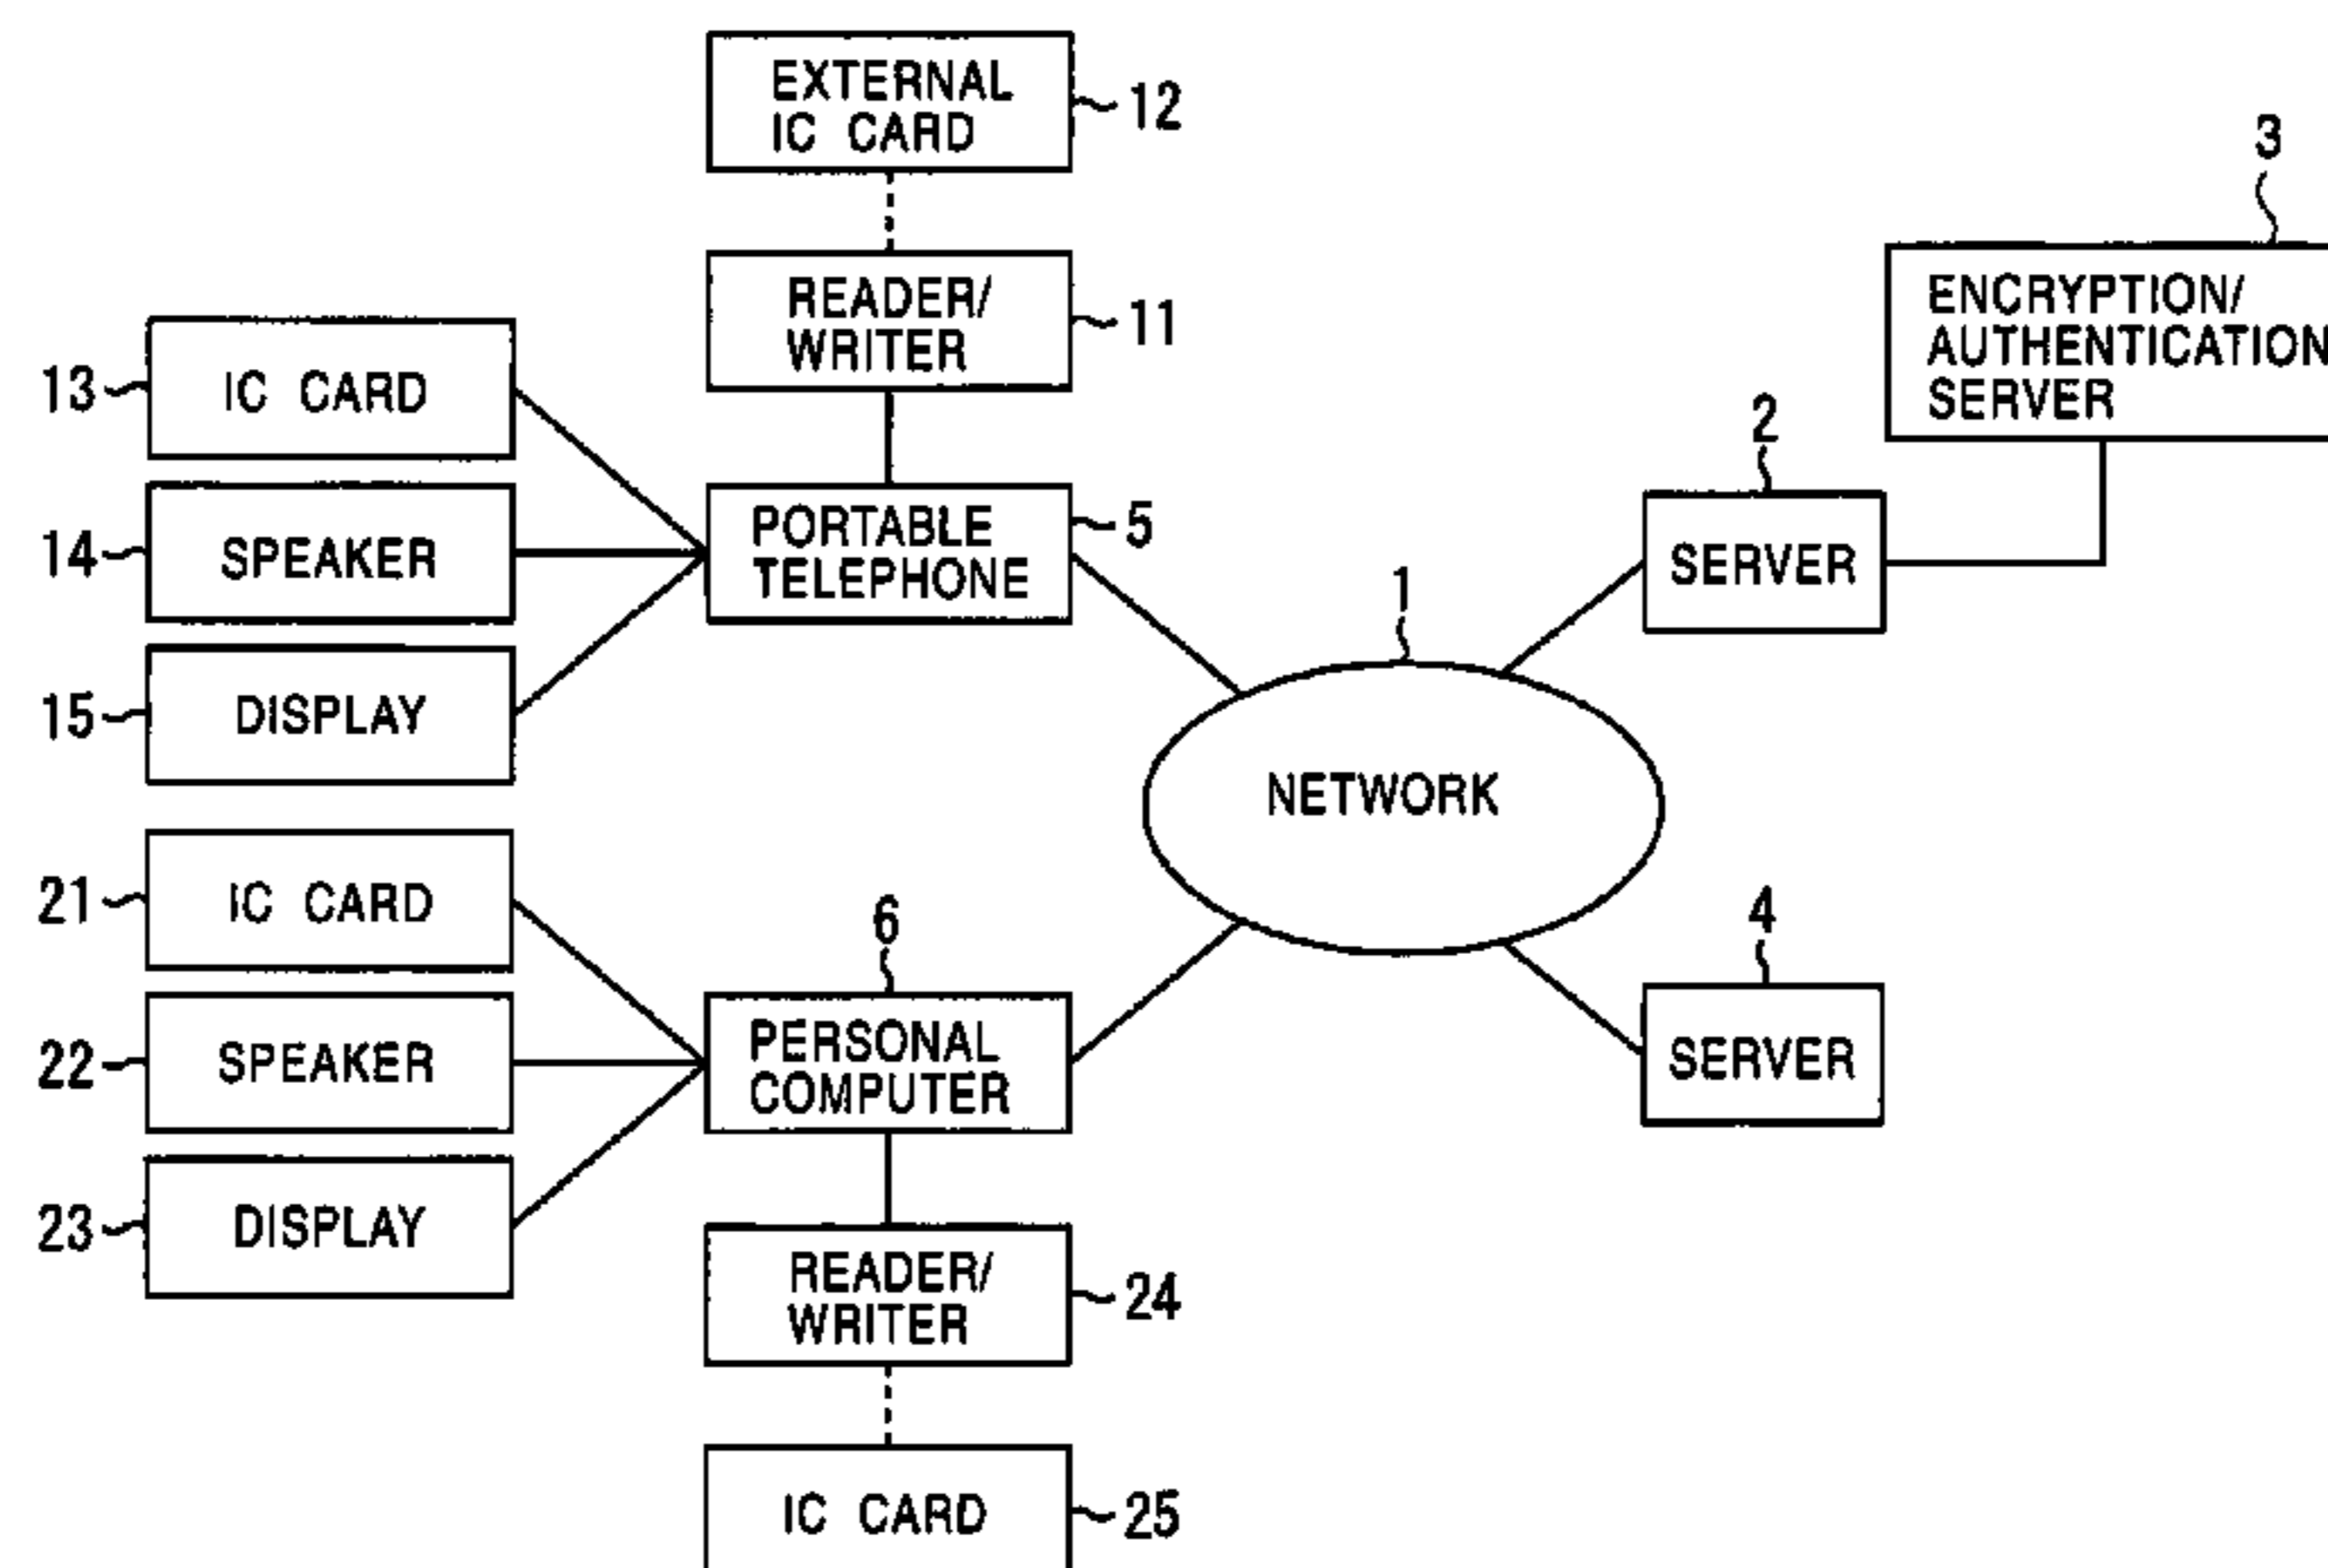 EXTERNAL
IC CARD
12
3
READER/
WRITER
11
ENCRYPTION/
AUTHENTICATION
SERVER
13
IC CARD
2
14
SPEAKER
PORTABLE
TELEPHONE
5
SERVER
1
15
DISPLAY
NETWORK
21
IC CARD
6
4
22
SPEAKER
PERSONAL
COMPUTER
SERVER
23
DISPLAY
READER/
WRITER
24
IC CARD
25